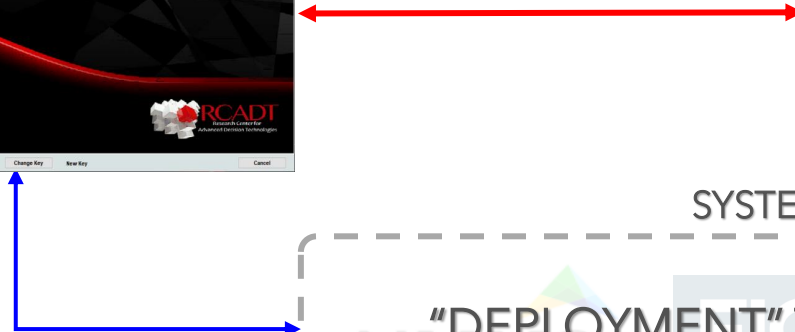 RCADT
Research Center for
Advanced Decision Technologies
Change Key New Key Cancel
SYSTE
"DEPLOYMENT"